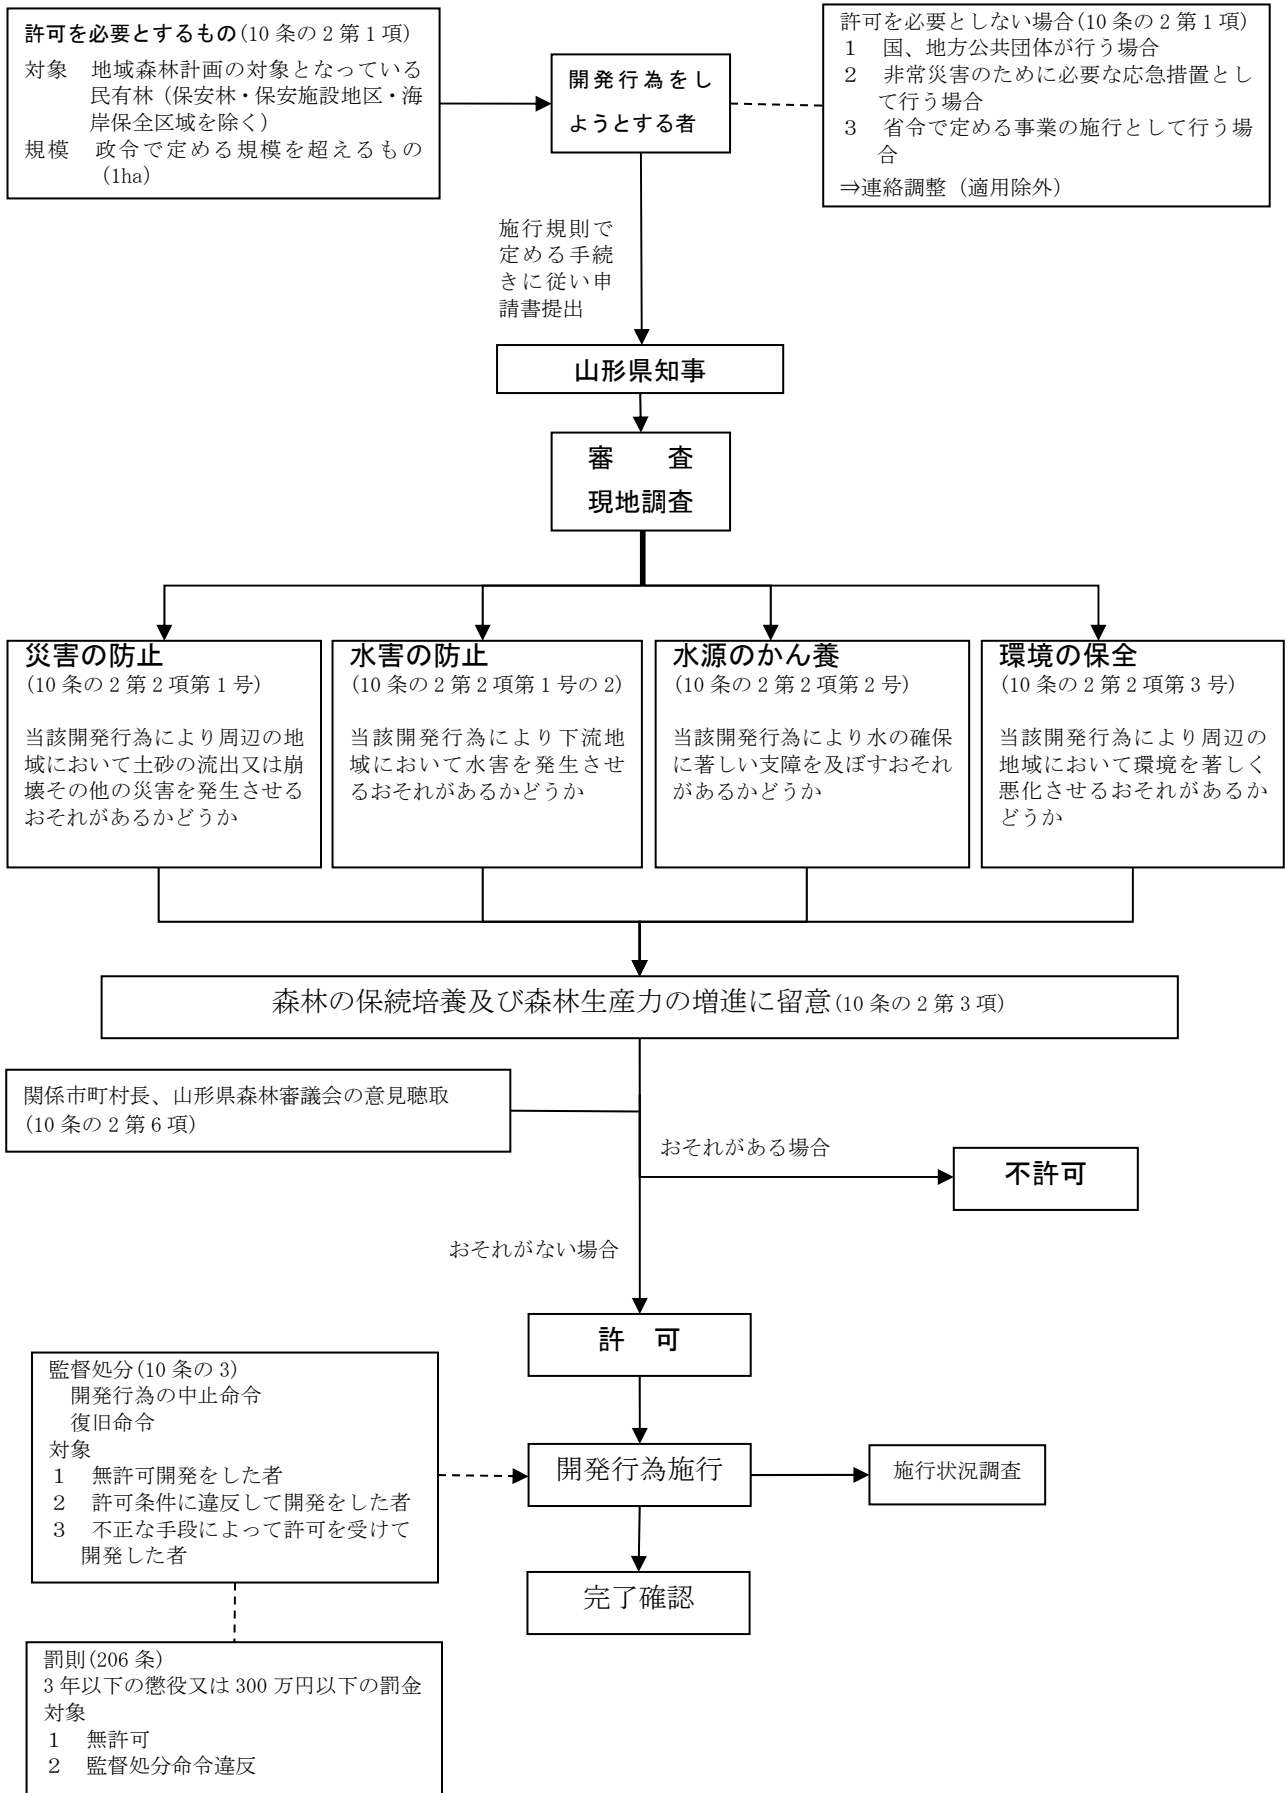 許可を必要とするもの(10 条の 2 第 1 項)
対象　地域森林計画の対象となっている
民有林（保安林・保安施設地区・海
岸保全区域を除く）
規模　政令で定める規模を超えるもの
（1ha）
開発行為をし
ようとする者
許可を必要としない場合(10 条の 2 第 1 項)
1　国、地方公共団体が行う場合
2　非常災害のために必要な応急措置とし
て行う場合
3　省令で定める事業の施行として行う場
合
⇒連絡調整（適用除外）
施行規則で
定める手続
きに従い申
請書提出
山形県知事
審　　査
現地調査
災害の防止
(10 条の 2 第 2 項第 1 号)
当該開発行為により周辺の地
域において土砂の流出又は崩
壊その他の災害を発生させる
おそれがあるかどうか
水害の防止
(10 条の 2 第 2 項第 1 号の 2)
当該開発行為により下流地
域において水害を発生させ
るおそれがあるかどうか
水源のかん養
(10 条の 2 第 2 項第 2 号)
当該開発行為により水の確保
に著しい支障を及ぼすおそれ
があるかどうか
環境の保全
(10 条の 2 第 2 項第 3 号)
当該開発行為により周辺の
地域において環境を著しく
悪化させるおそれがあるか
どうか
森林の保続培養及び森林生産力の増進に留意(10 条の 2 第 3 項)
関係市町村長、山形県森林審議会の意見聴取
(10 条の 2 第 6 項)
おそれがある場合
不許可
おそれがない場合
許　可
監督処分(10 条の 3)
開発行為の中止命令
復旧命令
対象
1　無許可開発をした者
2　許可条件に違反して開発をした者
3　不正な手段によって許可を受けて
開発した者
開発行為施行
施行状況調査
完了確認
罰則(206 条)
3 年以下の懲役又は 300 万円以下の罰金
対象
1　無許可
2　監督処分命令違反